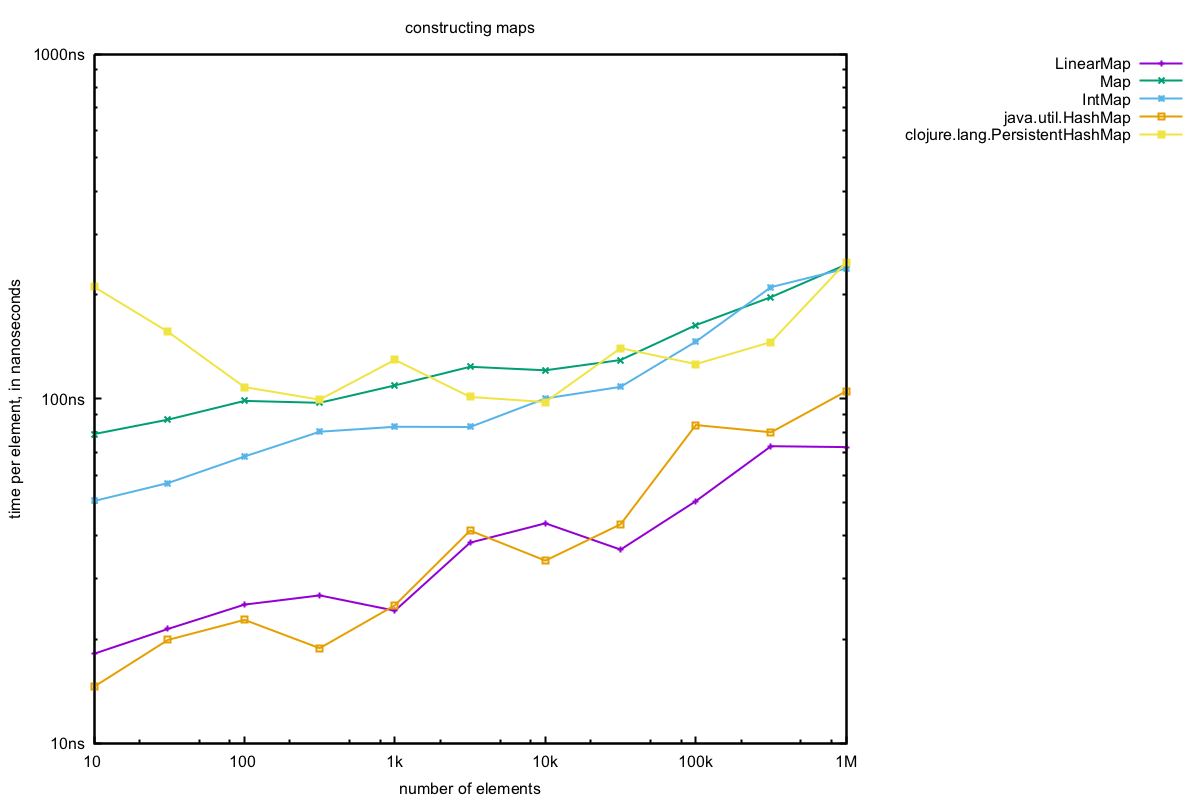 constructing maps
1000ns
100ns
10ns
time per element, in nanoseconds
10
100
1k
10k
100k
1M
number of elements
LinearMap
Map
IntMap
java.util.HashMap
clojure.lang.PersistentHashMap